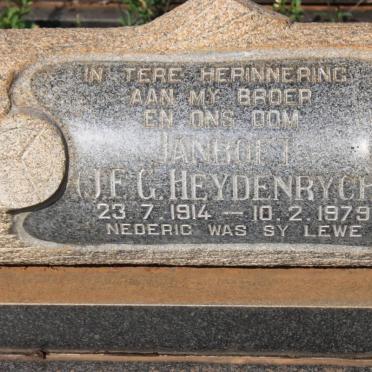 IN TERE HERINNERING
AAN MY BROER
EN ONS OOM
JANBOET
(J.F.G. HEYDENRYCH
23.7.1914 — 10.2.1979
NEDERIG WAS SY LEWE